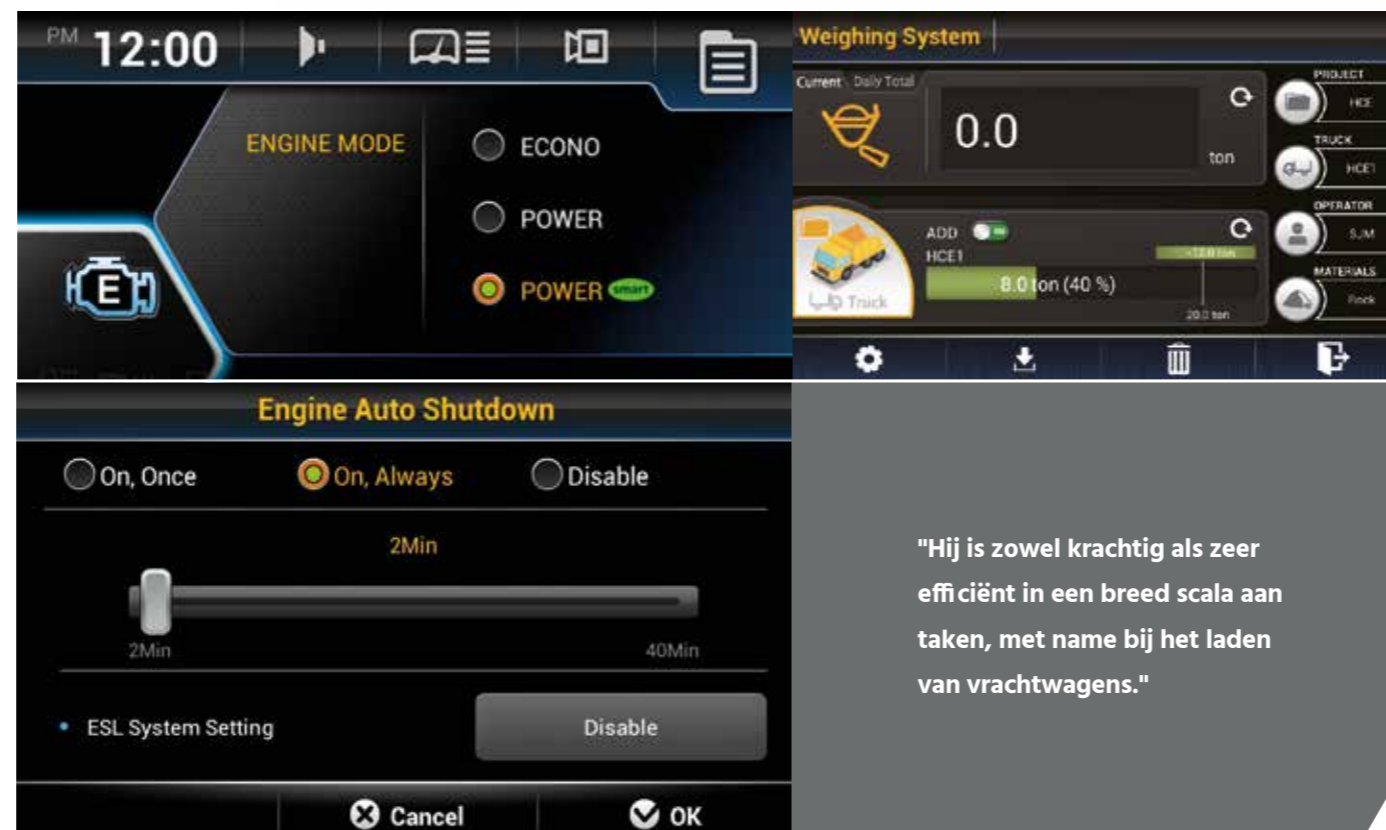 PM 12:00
ENGINE MODE
ECONO
POWER
POWER smart
E
Weighing System
Current Daily Total
0.0
ton
ADD
HCE1
8.0 ton (40 %)
20.0 ton
Truck
PROJECT
HCE
TRUCK
HCE1
OPERATOR
SJM
MATERIALS
Rock
Engine Auto Shutdown
On, Once On, Always Disable
2Min
2Min 40Min
• ESL System Setting Disable
Cancel OK
"Hij is zowel krachtig als zeer
efficiënt in een breed scala aan
taken, met name bij het laden
van vrachtwagens."